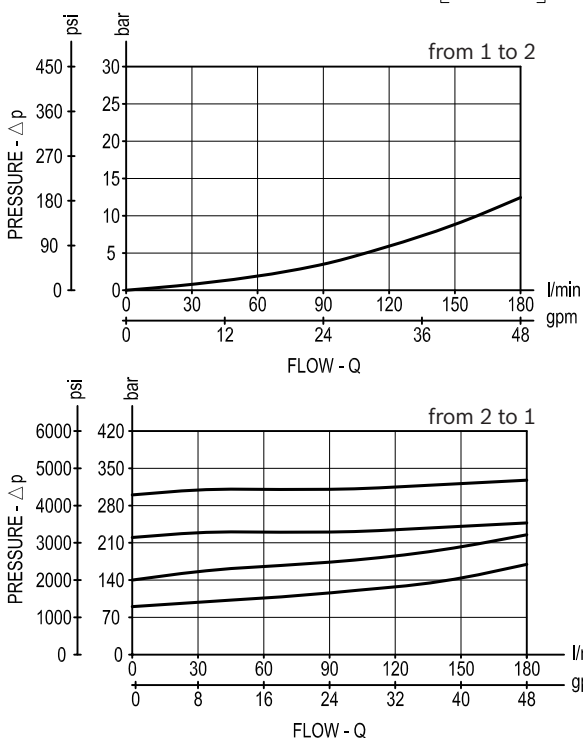 psi
bar
from 1 to 2
PRESSURE - △p
450
360
270
180
90
0
30
25
20
15
10
5
0
0 30 60 90 120 150 180 l/min
0 12 24 36 48 gpm
FLOW - Q
psi
bar
from 2 to 1
PRESSURE - △p
6000
5000
4000
3000
2000
1000
0
420
350
280
210
140
70
0
0 30 60 90 120 150 180
0 8 16 24 32 40 48
FLOW - Q